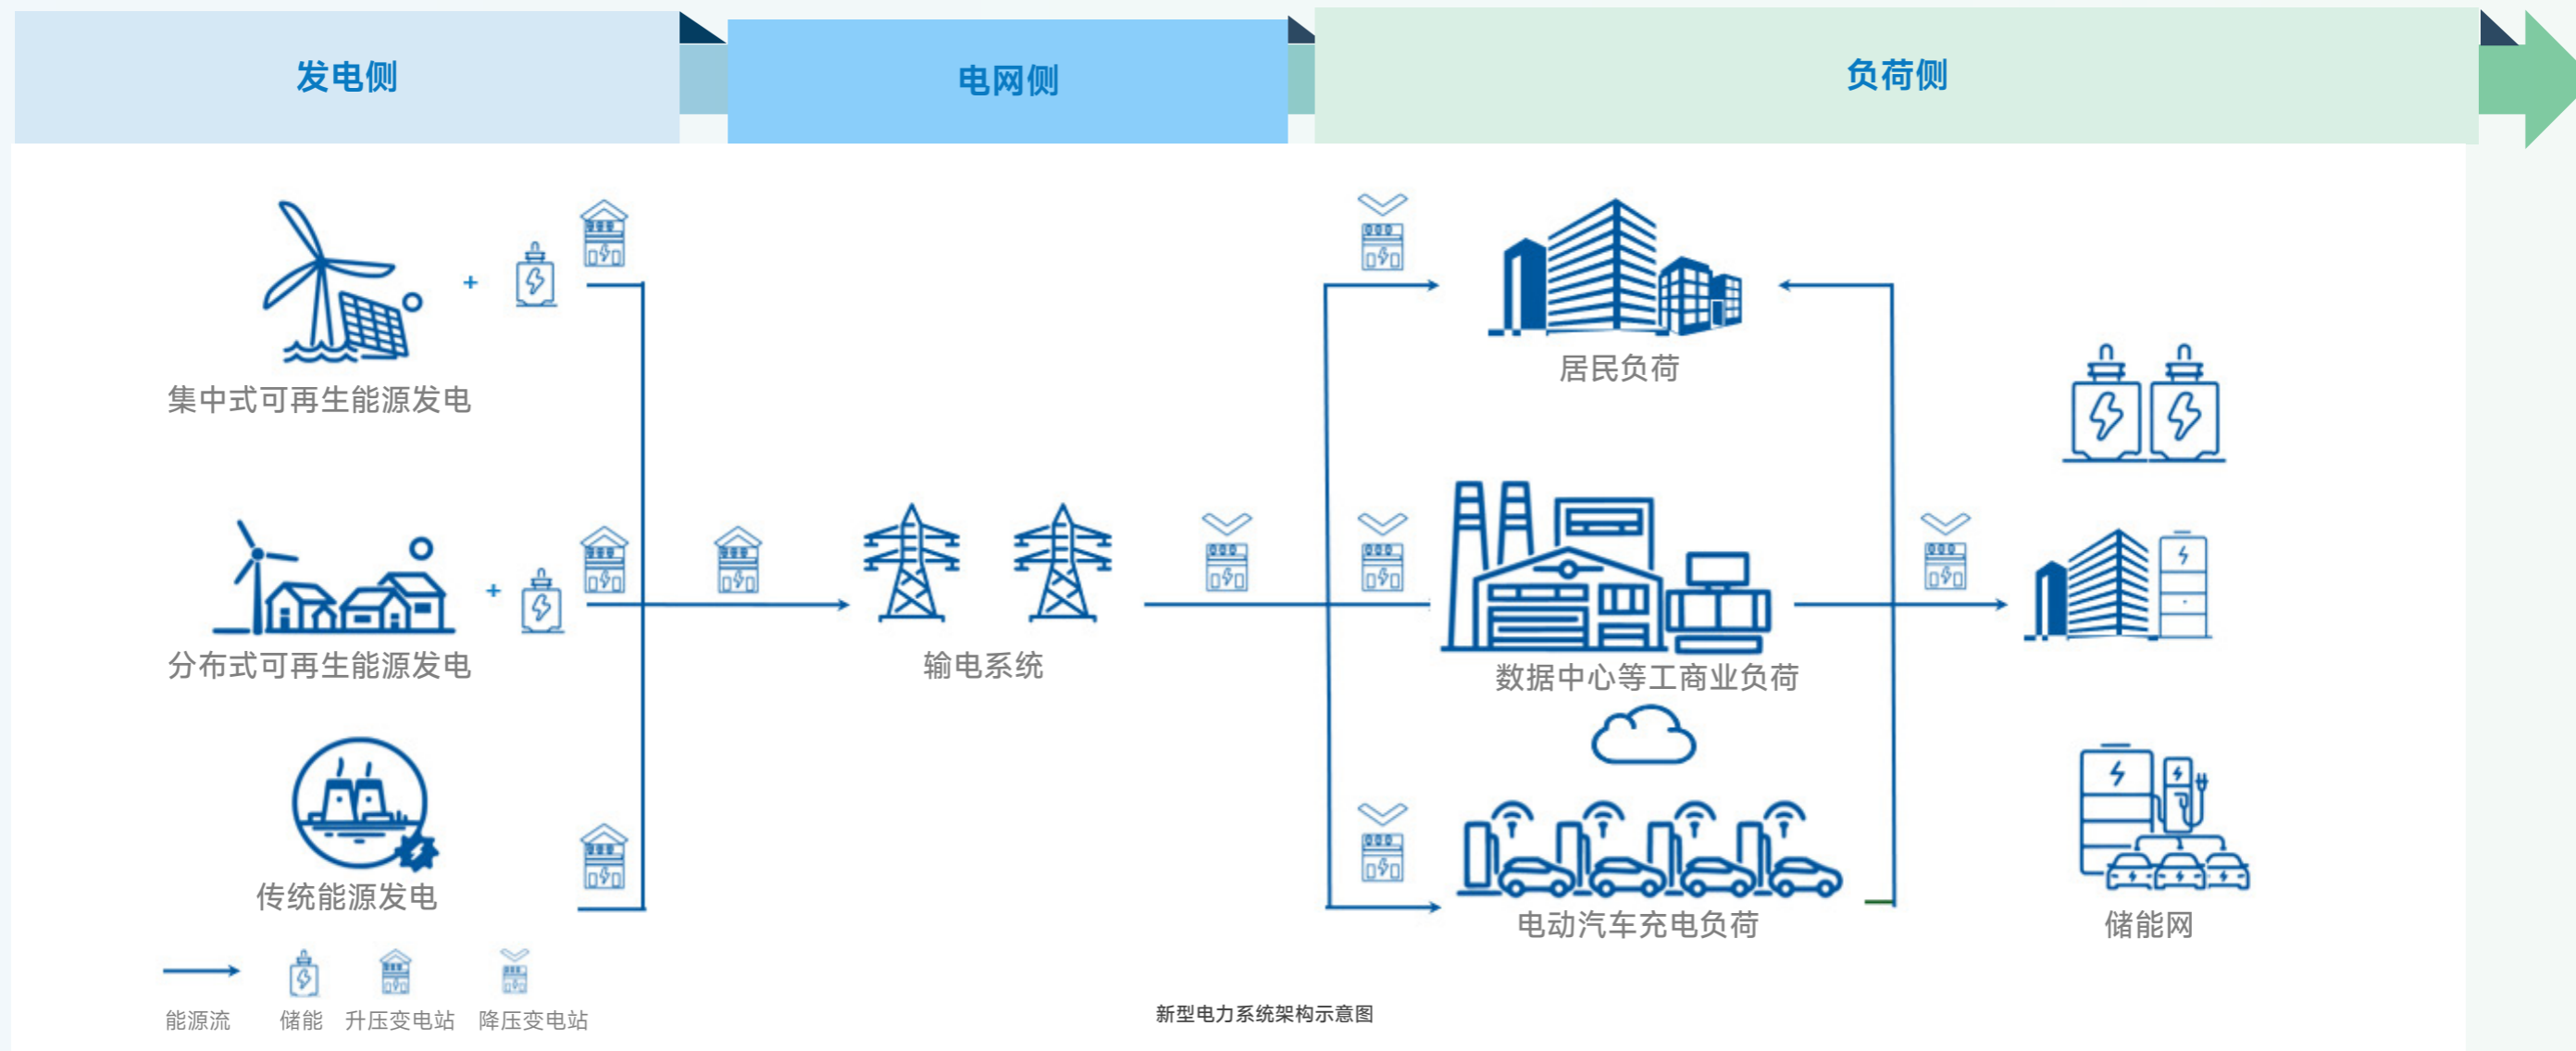 发电侧
电网侧
负荷侧
集中式可再生能源发电
居民负荷
分布式可再生能源发电
输电系统
数据中心等工商业负荷
传统能源发电
电动汽车充电负荷
储能网
能源流
储能
升压变电站
降压变电站
新型电力系统架构示意图